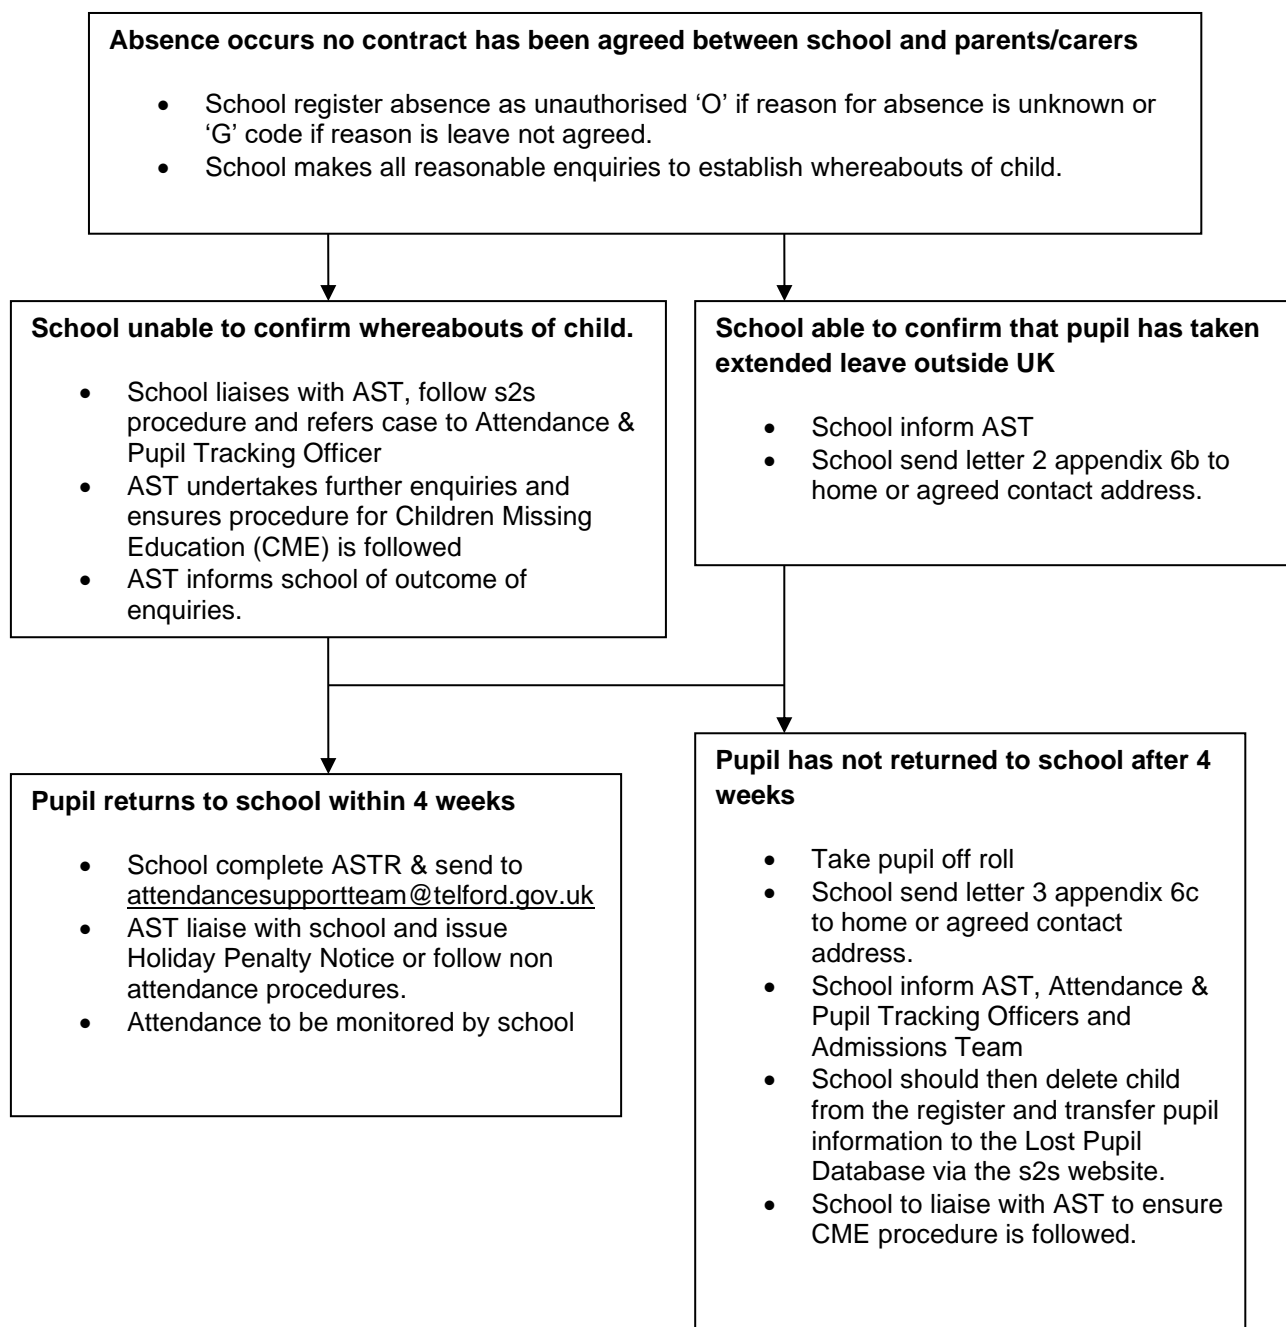 Absence occurs no contract has been agreed between school and parents/carers
• School register absence as unauthorised ‘O’ if reason for absence is unknown or
‘G’ code if reason is leave not agreed.
• School makes all reasonable enquiries to establish whereabouts of child.
School unable to confirm whereabouts of child.
• School liaises with AST, follow s2s
procedure and refers case to Attendance &
Pupil Tracking Officer
• AST undertakes further enquiries and
ensures procedure for Children Missing
Education (CME) is followed
• AST informs school of outcome of
enquiries.
School able to confirm that pupil has taken
extended leave outside UK
• School inform AST
• School send letter 2 appendix 6b to
home or agreed contact address.
Pupil returns to school within 4 weeks
• School complete ASTR & send to
attendancesupportteam@telford.gov.uk
• AST liaise with school and issue
Holiday Penalty Notice or follow non
attendance procedures.
• Attendance to be monitored by school
Pupil has not returned to school after 4
weeks
• Take pupil off roll
• School send letter 3 appendix 6c
to home or agreed contact
address.
• School inform AST, Attendance &
Pupil Tracking Officers and
Admissions Team
• School should then delete child
from the register and transfer pupil
information to the Lost Pupil
Database via the s2s website.
• School to liaise with AST to ensure
CME procedure is followed.